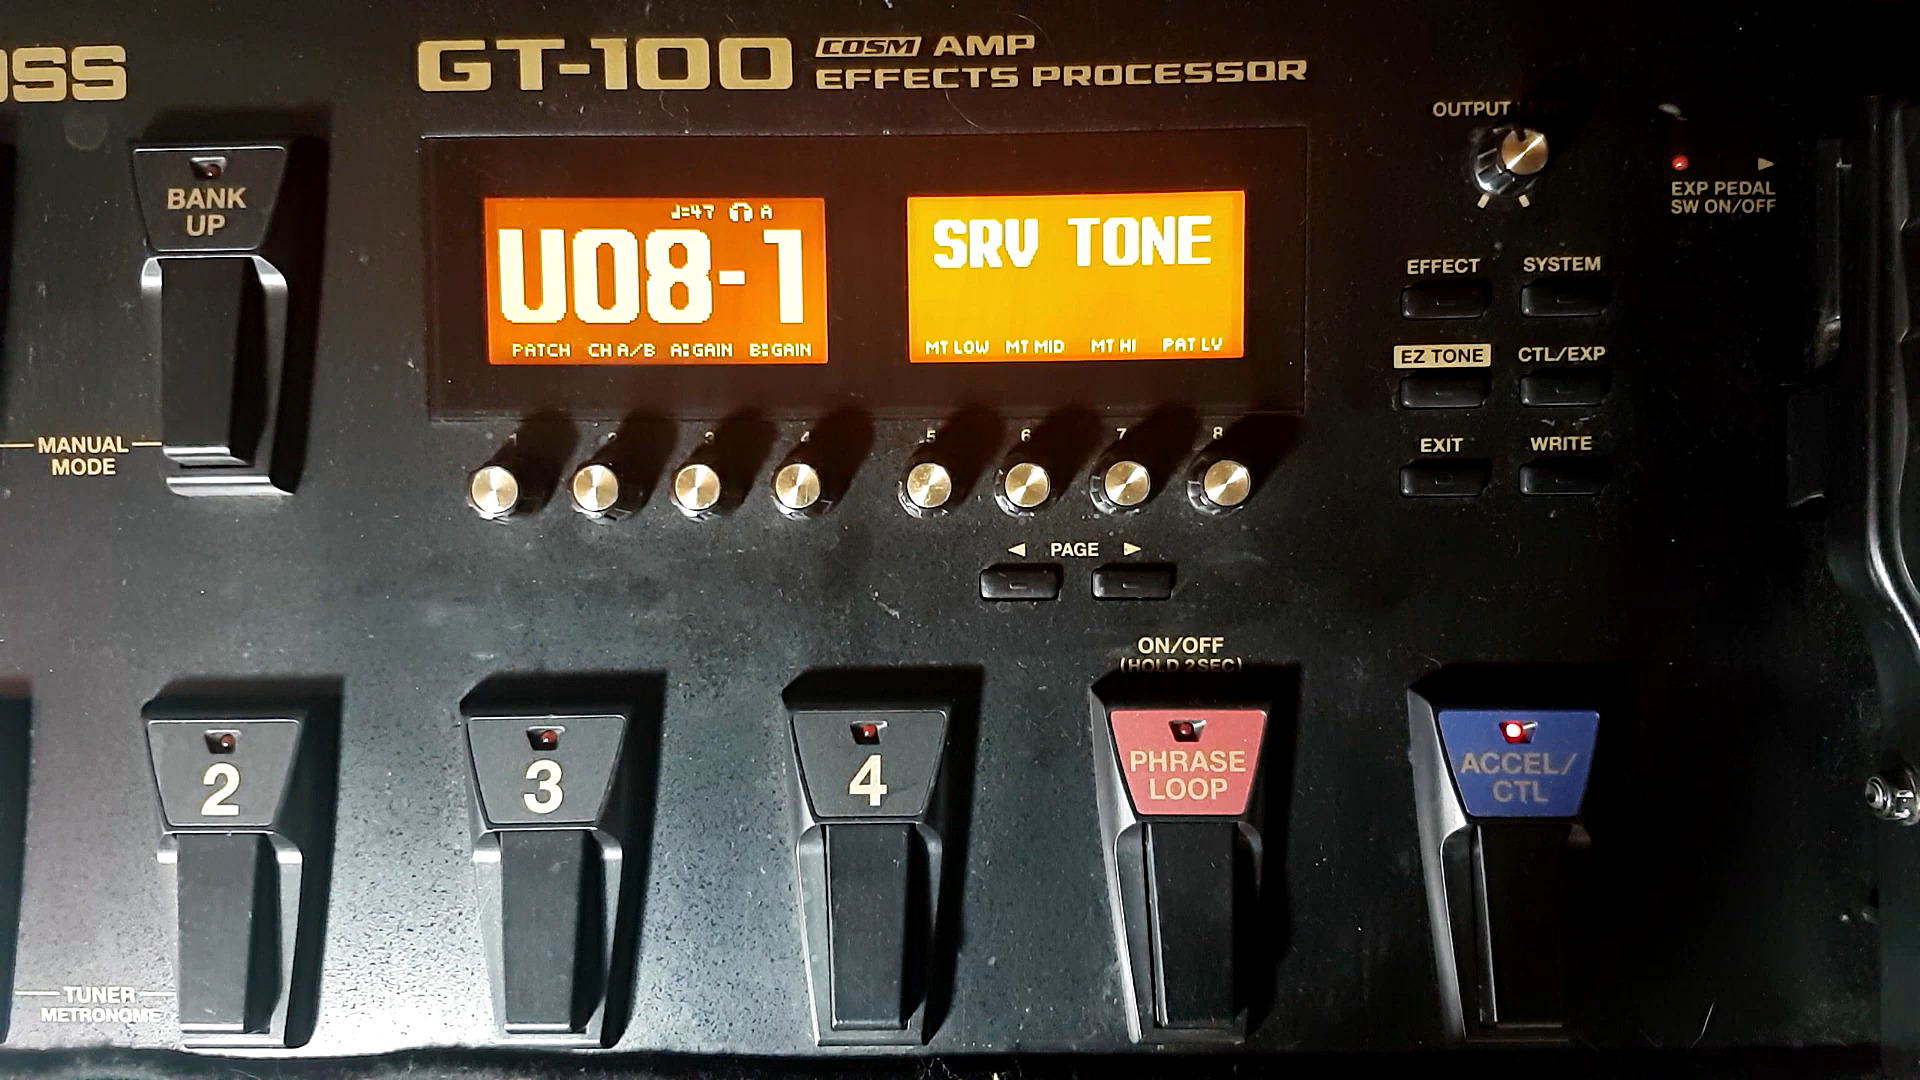 OSS
GT-100 COSM AMP
EFFECTS PROCESSOR
OUTPUT
BANK
UP
♩=47 A
U08-1
PATCH CH A/B A:GAIN B:GAIN
SRV TONE
MT LOW MT MID MT HI PAT LV
EXP PEDAL
SW ON/OFF
EFFECT SYSTEM
EZ TONE CTL/EXP
EXIT WRITE
MANUAL
MODE
1 2 3 4 5 6 7 8
◀ PAGE ▶
ON/OFF
(HOLD 2SEC)
2
3
4
PHRASE
LOOP
ACCEL/
CTL
TUNER
METRONOME